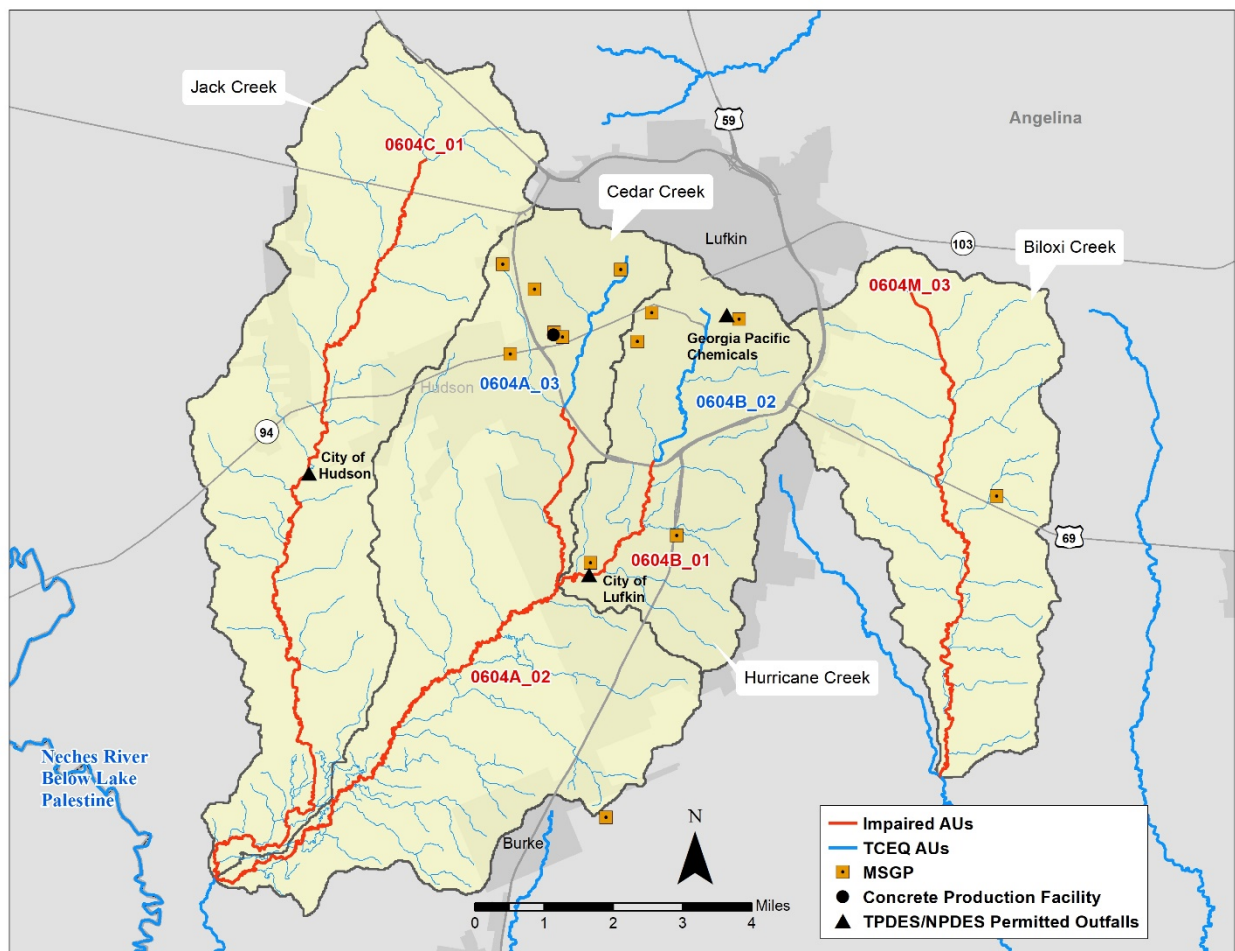 59
Angelina
Jack Creek
0604C_01
Cedar Creek
Lufkin
103
Biloxi Creek
0604M_03
Georgia Pacific
Chemicals
0604A_03
Hudson
0604B_02
94
City of
Hudson
69
0604B_01
City of
Lufkin
0604A_02
Hurricane Creek
Neches River
Below Lake
Palestine
Burke
N
Miles
0 1 2 3 4
Impaired AUs
TCEQ AUs
MSGP
Concrete Production Facility
TPDES/NPDES Permitted Outfalls